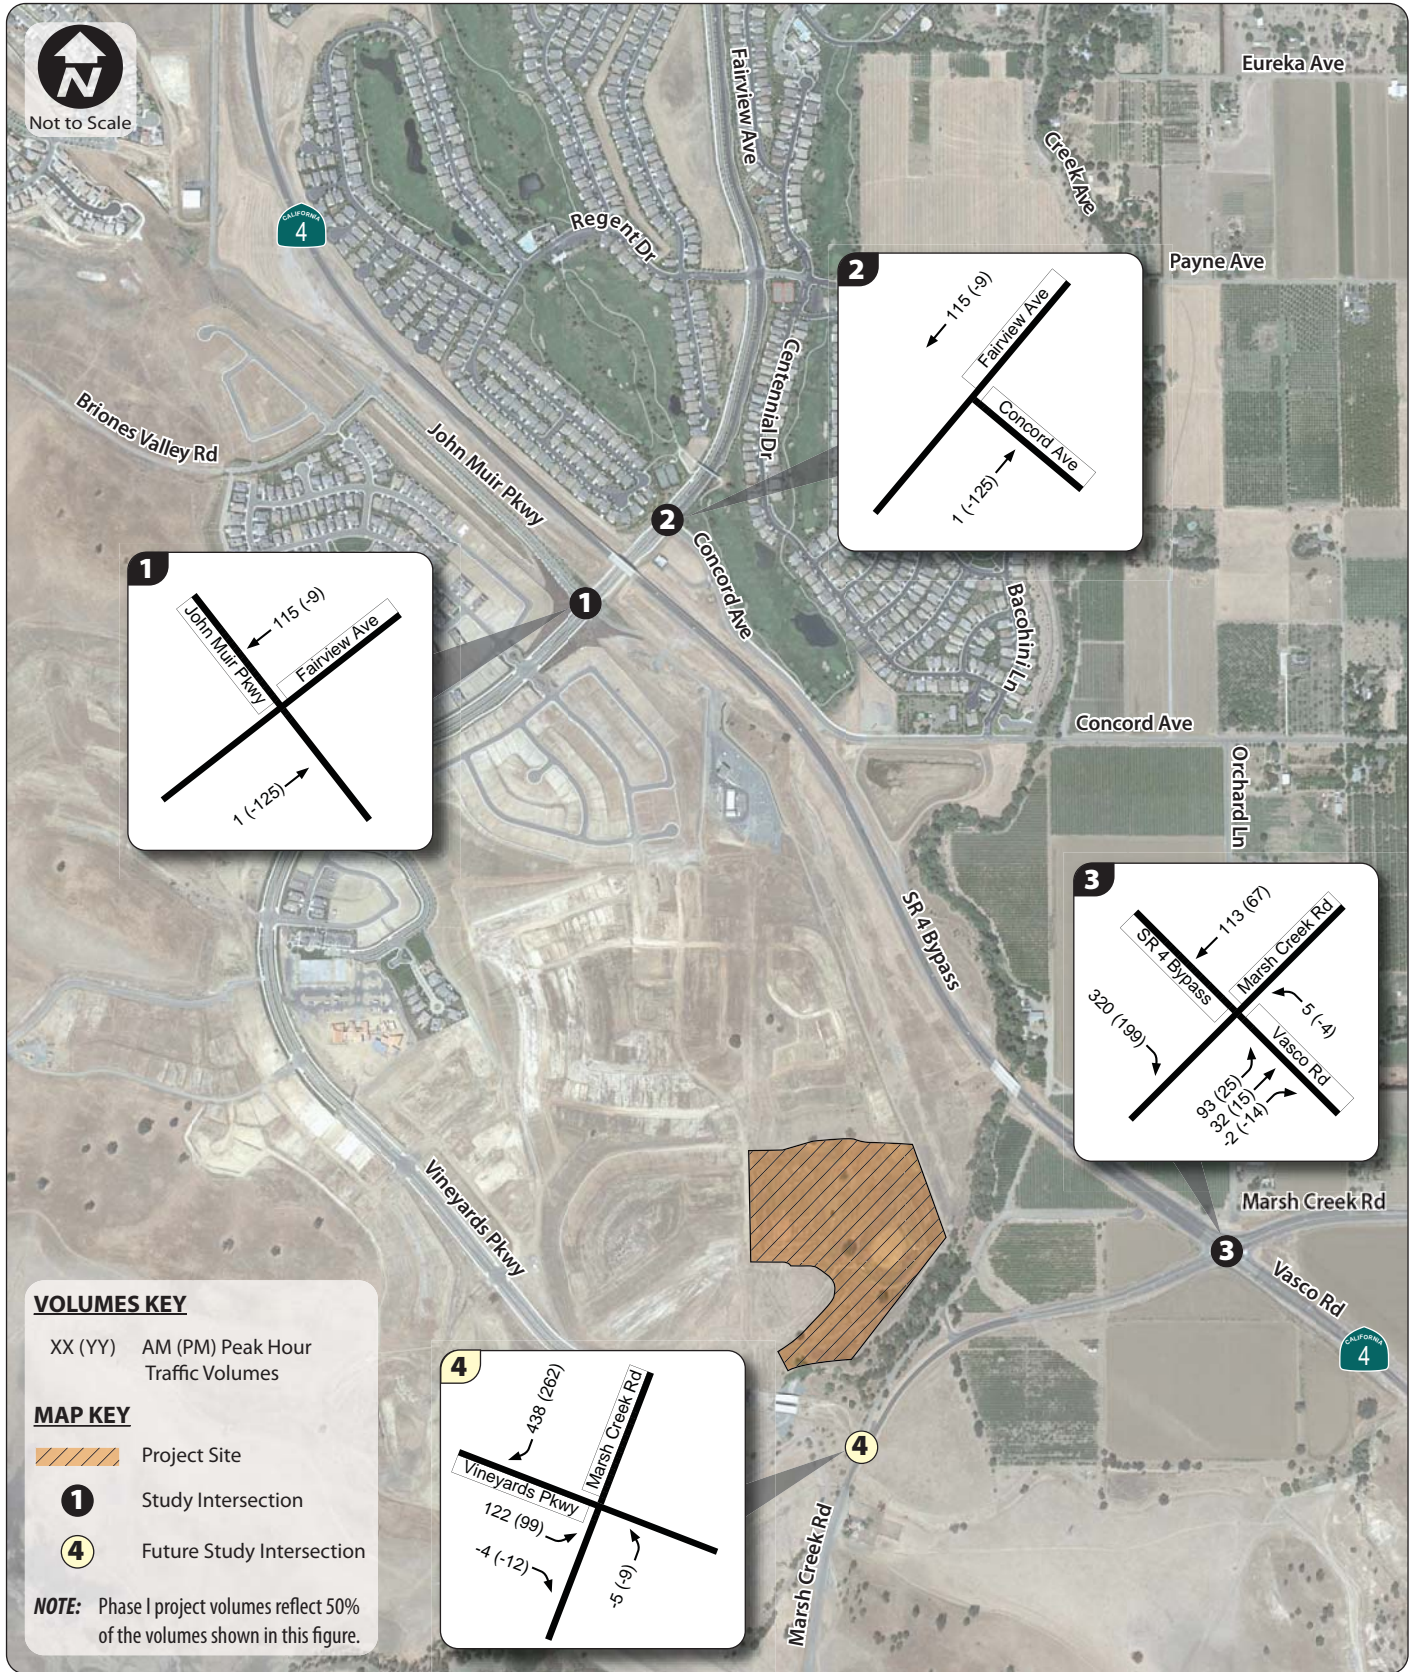 N
Not to Scale
Eureka Ave
Fairview Ave
Creek Ave
CALIFORNIA
4
Regent Dr
Payne Ave
2
115 (-9)
Fairview Ave
Concord Ave
1 (-125)
Centennial Dr
Briones Valley Rd
John Muir Pkwy
2
Concord Ave
1
1
115 (-9)
John Muir Pkwy
Fairview Ave
1 (-125)
Bacohini Ln
Concord Ave
Orchard Ln
SR 4 Bypass
3
113 (67)
SR 4 Bypass
Marsh Creek Rd
320 (199)
5 (-4)
Vasco Rd
93 (25)
32 (15)
-2 (-14)
Marsh Creek Rd
3
Vasco Rd
CALIFORNIA
4
Vineyards Pkwy
4
438 (262)
Marsh Creek Rd
Vineyards Pkwy
122 (99)
-4 (-12)
-5 (-9)
4
Marsh Creek Rd
VOLUMES KEY
XX (YY) AM (PM) Peak Hour
Traffic Volumes
MAP KEY
Project Site
1 Study Intersection
4 Future Study Intersection
NOTE: Phase I project volumes reflect 50%
of the volumes shown in this figure.